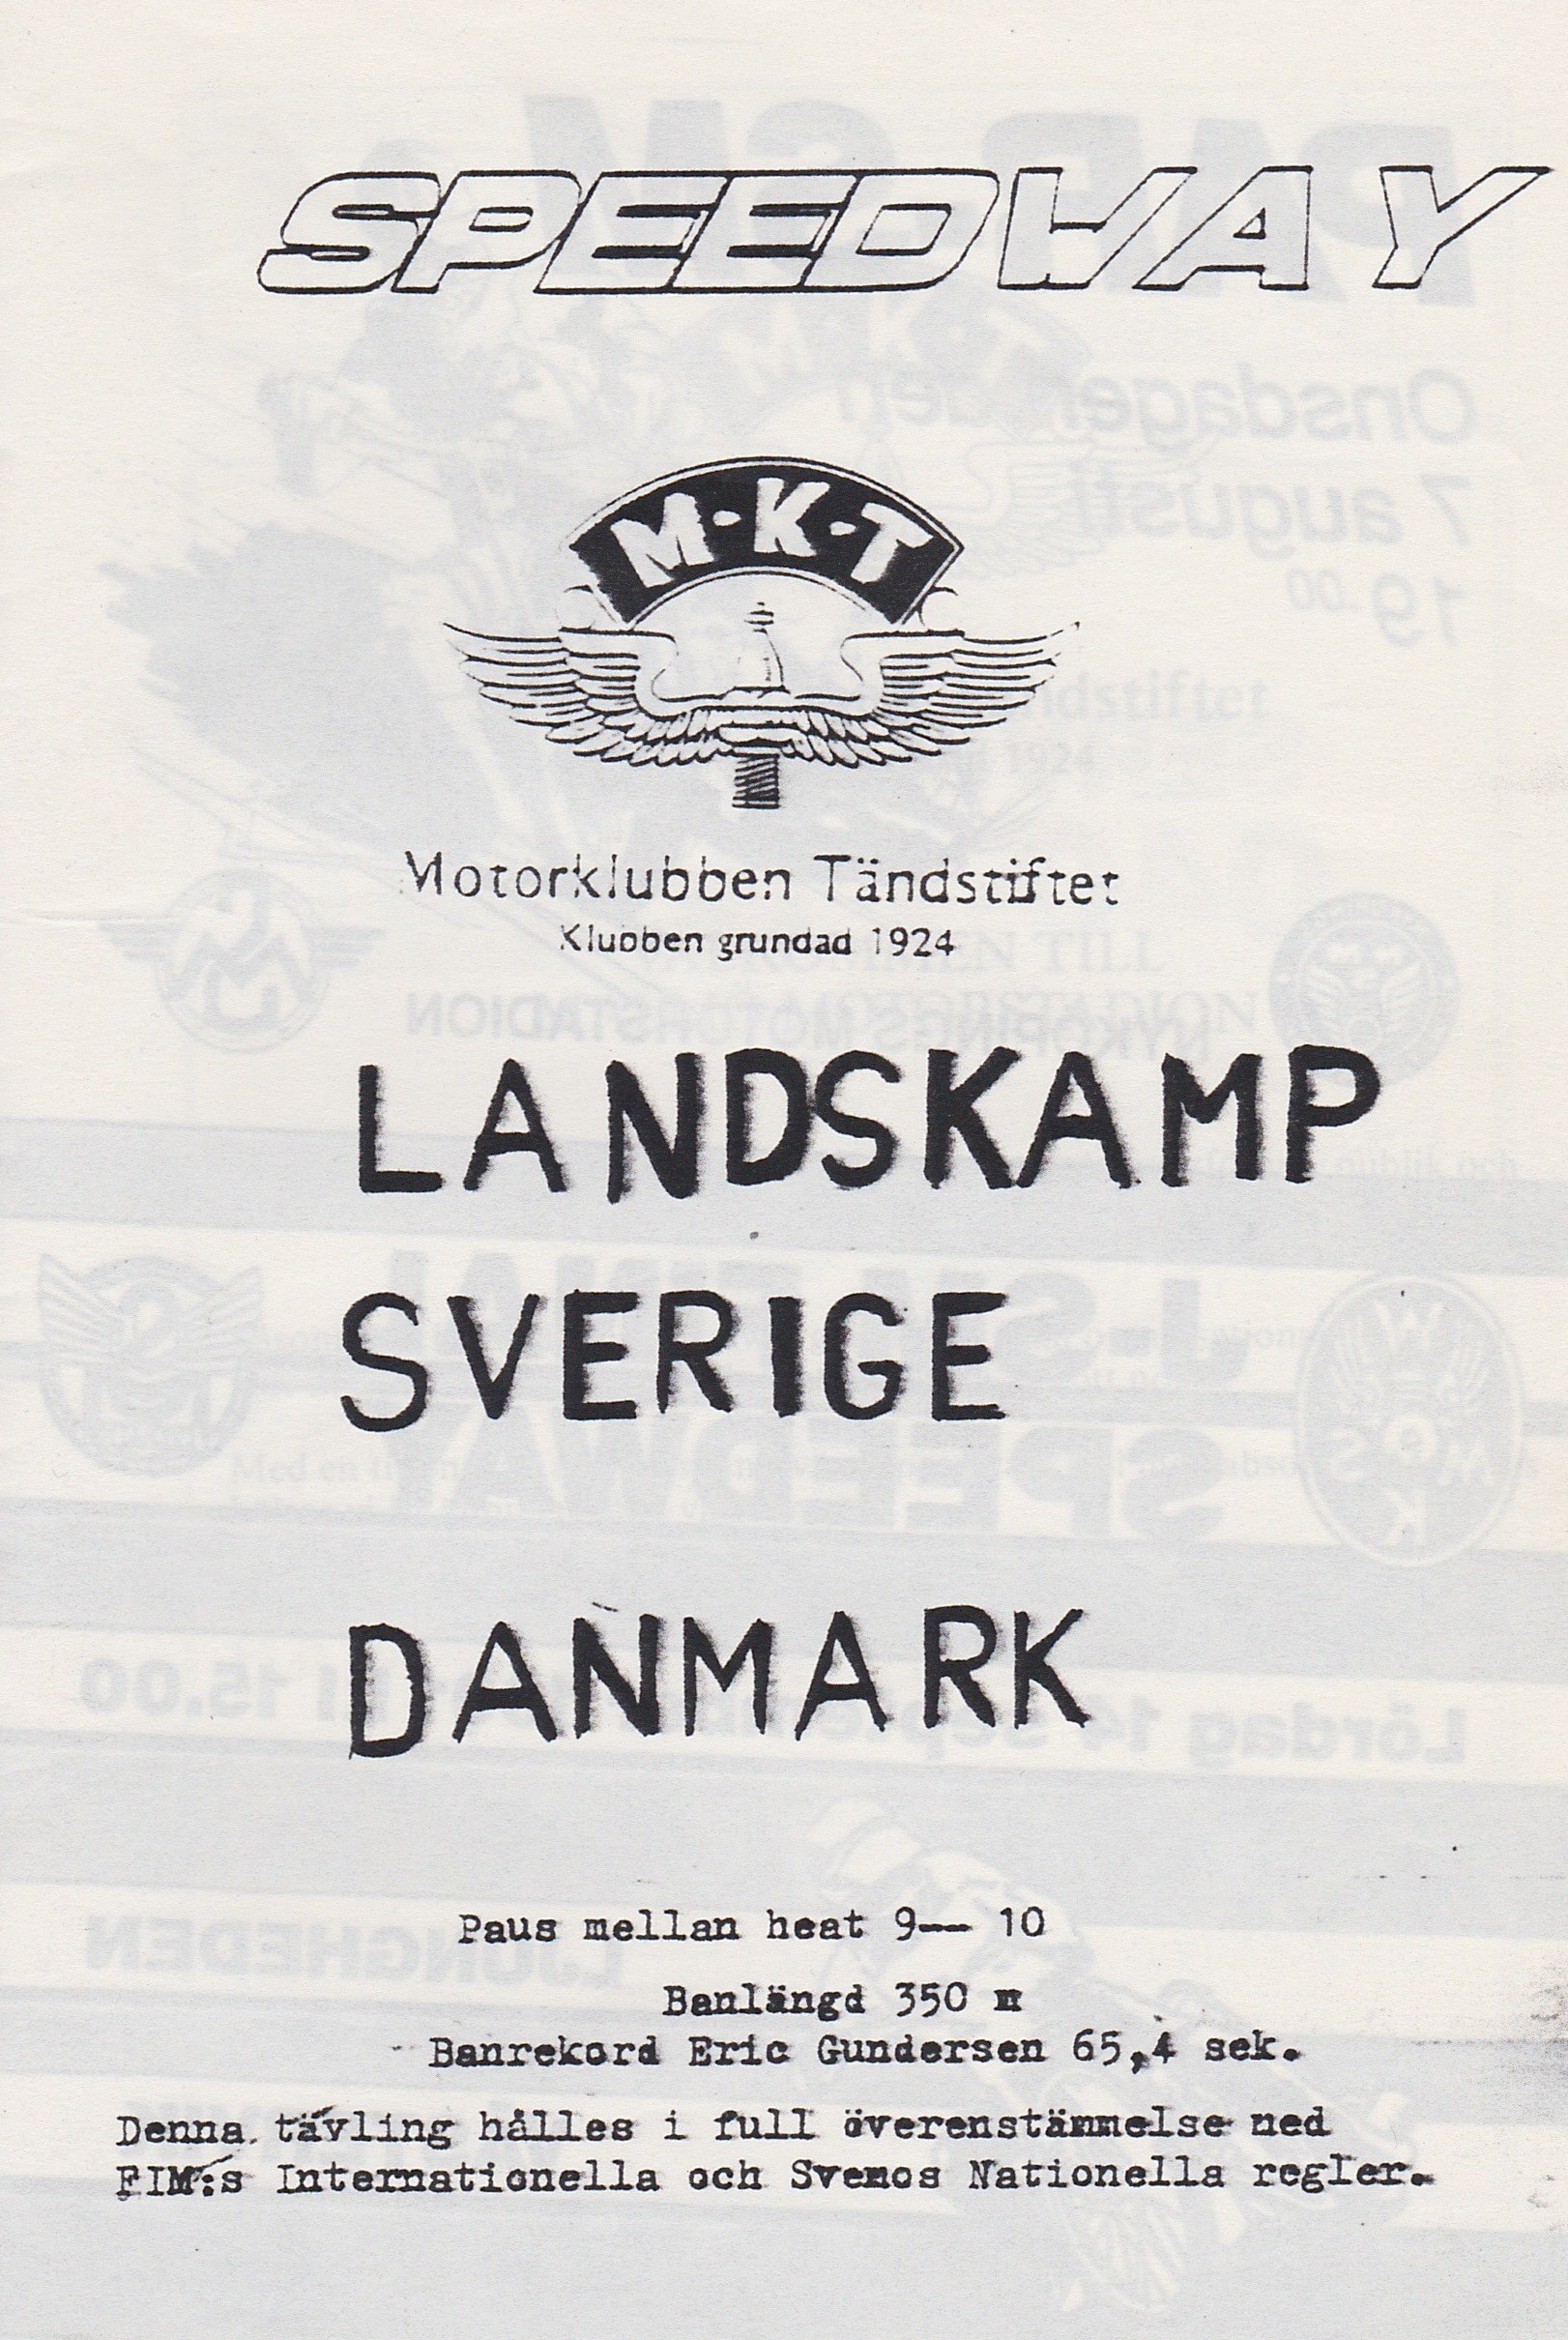 SPEEDWAY
M·K·T
Motorklubben Tändstiftet
Klubben grundad 1924
LANDSKAMP
SVERIGE
DANMARK
Paus mellan heat 9-- 10
Banlängd 350 m
Banrekord Eric Gundersen 65,4 sek.
Denna tävling hålles i full överenstämmelse med
FIM:s Internationella och Svemos Nationella regler.